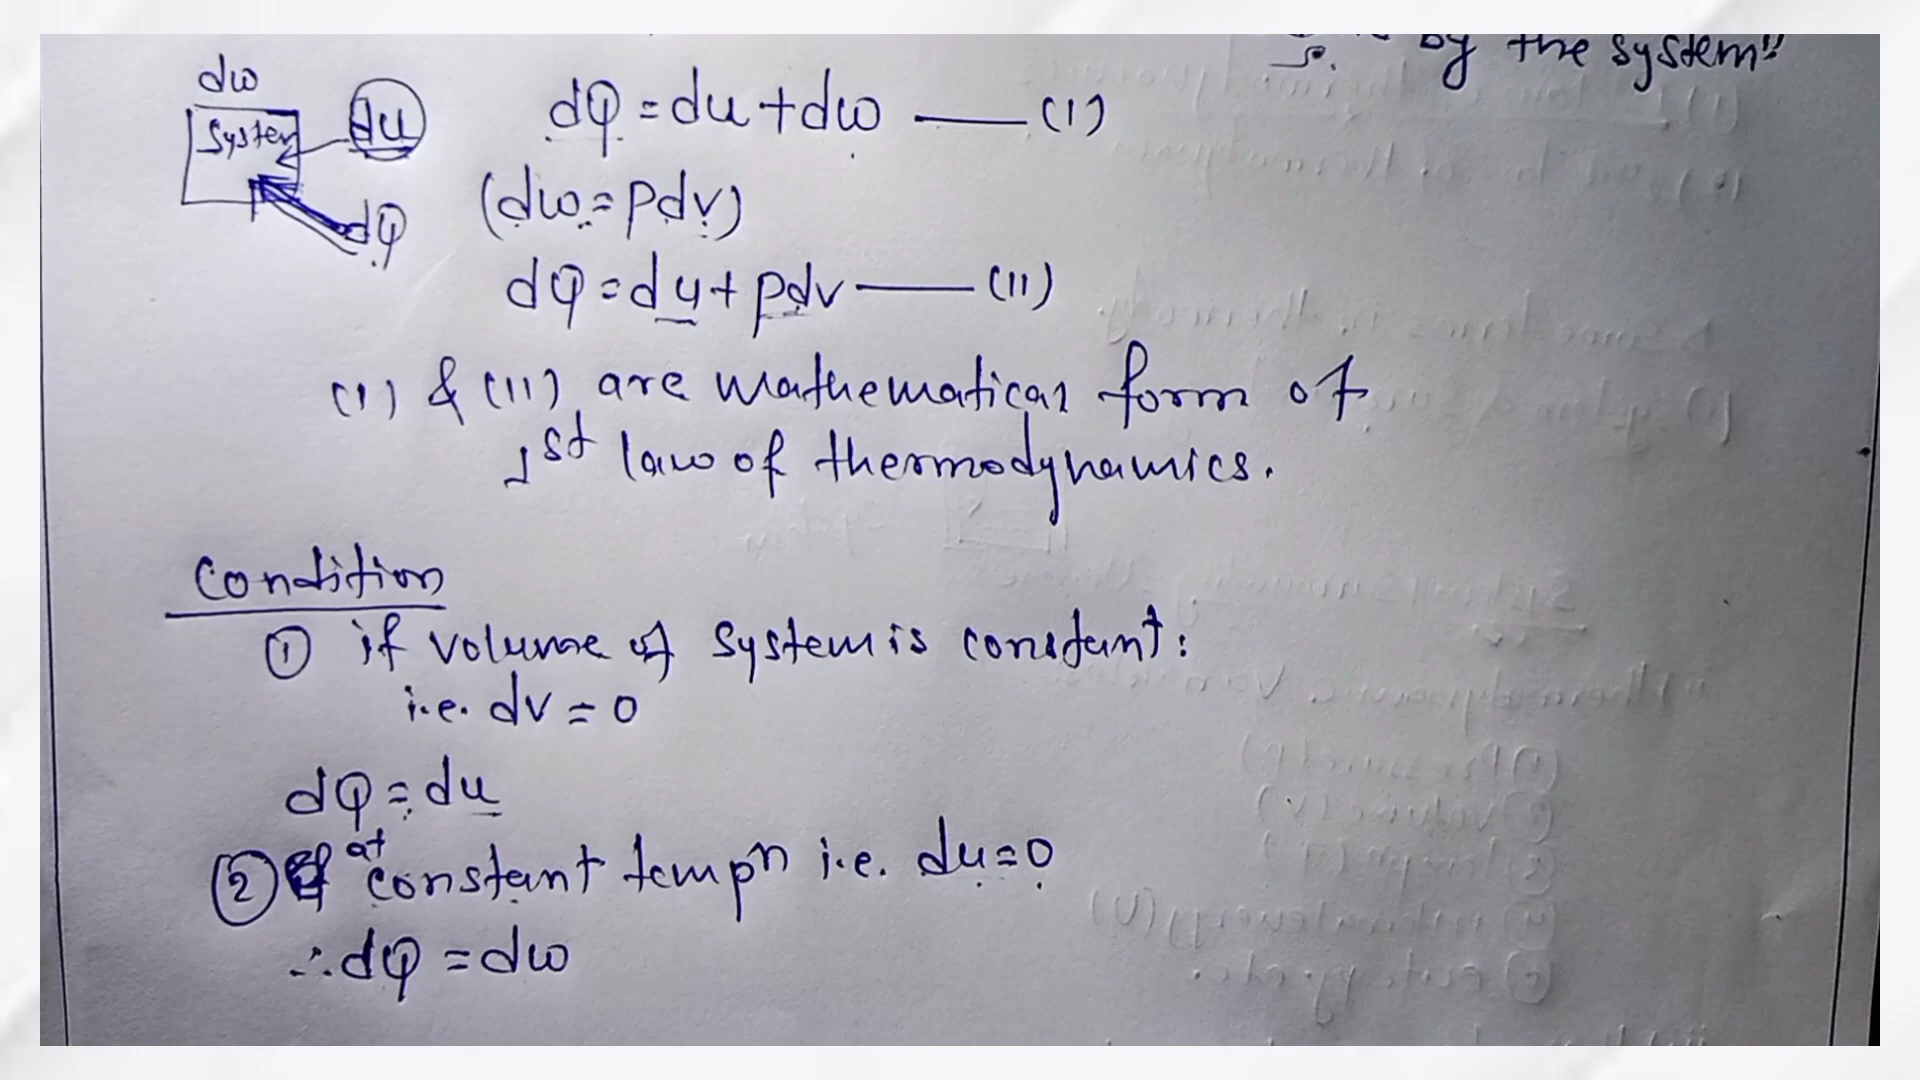 by the system"
dw
System
du
dQ
dQ = du + dw —— (I)
(dw = pdv)
dQ = du + pdv —— (II)
(I) & (II) are mathematical form of
1st law of thermodynamics.
Condition
① if volume of system is constant:
i.e. dv = 0
dQ = du
② at constant tempn i.e. du = 0
∴ dQ = dw